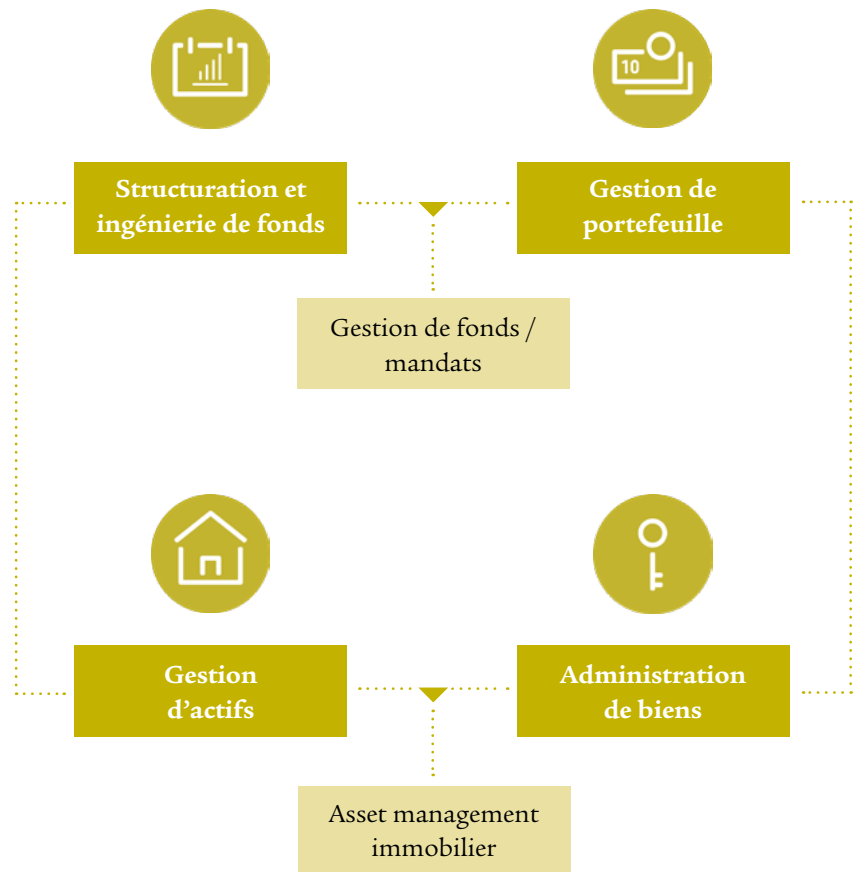 10
Structuration et
ingénierie de fonds
Gestion de
portefeuille
Gestion de fonds /
mandats
Gestion
d’actifs
Administration
de biens
Asset management
immobilier